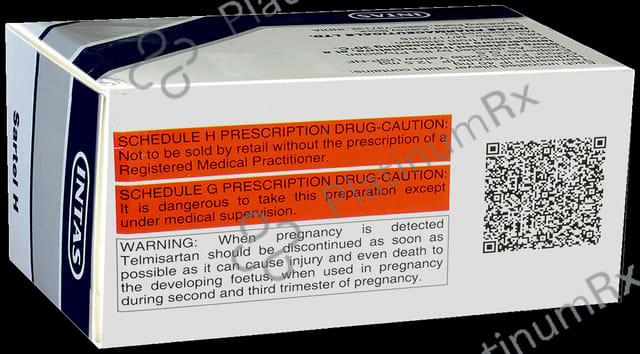 INTAS
SCHEDULE H PRESCRIPTION DRUG-CAUTION:
Not to be sold by retail without the prescription of a
Registered Medical Practitioner.
SCHEDULE G PRESCRIPTION DRUG-CAUTION:
It is dangerous to take this preparation except
under medical supervision.
WARNING: When pregnancy is detected
Telmisartan should be discontinued as soon as
possible as it can cause injury and even death to
the developing foetus, when used in pregnancy
during second and third trimester of pregnancy.
INTAS
Sartel H
PlatinumRx
PlatinumRx